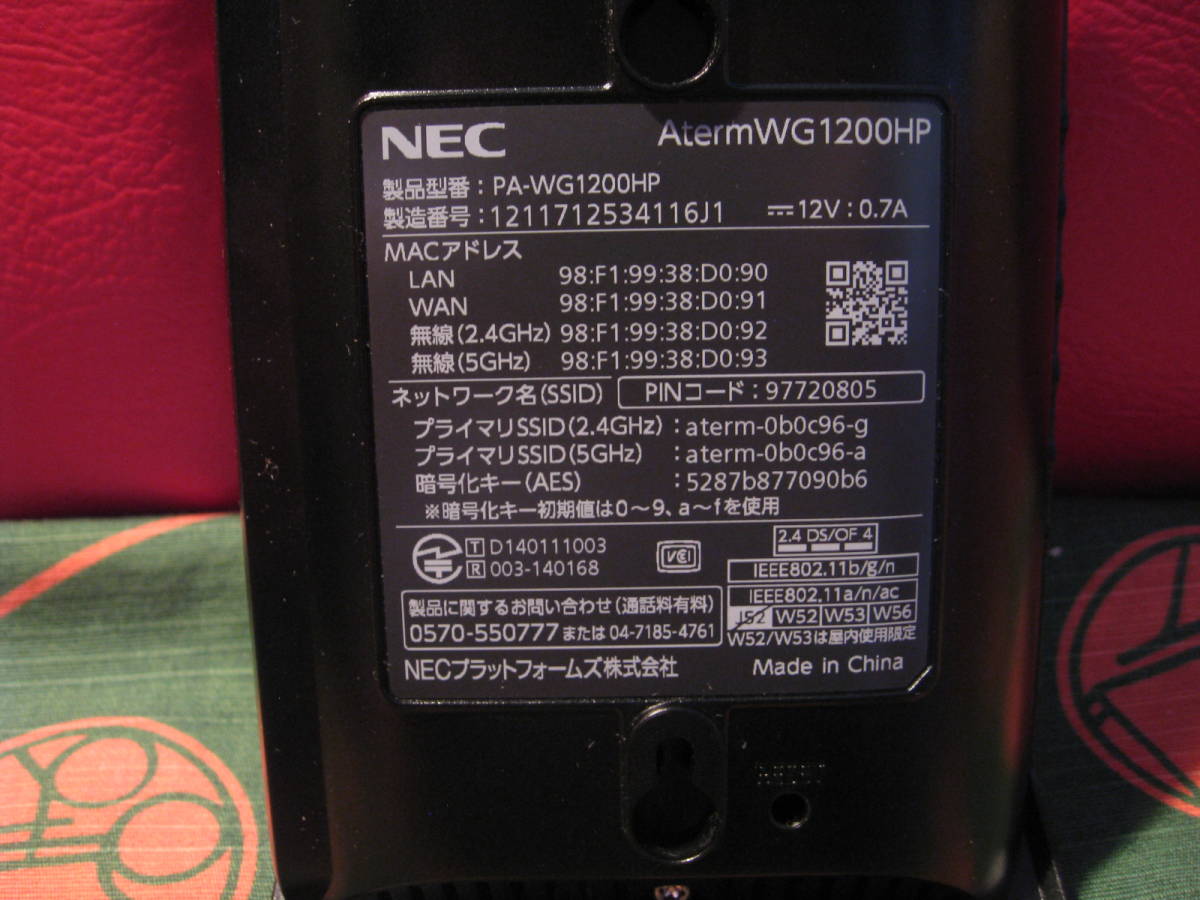 NEC AtermWG1200HP
製品型番：PA-WG1200HP
製造番号：1211712534116J1 12V：0.7A
MACアドレス
LAN 98:F1:99:38:D0:90
WAN 98:F1:99:38:D0:91
無線(2.4GHz) 98:F1:99:38:D0:92
無線(5GHz) 98:F1:99:38:D0:93
ネットワーク名(SSID) PINコード：97720805
プライマリSSID(2.4GHz)：aterm-0b0c96-g
プライマリSSID(5GHz)：aterm-0b0c96-a
暗号化キー(AES)：5287b877090b6
※暗号化キー初期値は0～9、a～fを使用
T D140111003
R 003-140168
VCI
2.4 DS/OF 4
IEEE802.11b/g/n
IEEE802.11a/n/ac
J52 W52 W53 W56
W52/W53は屋内使用限定
製品に関するお問い合わせ(通話料有料)
0570-550777 または 04-7185-4761
NECプラットフォームズ株式会社 Made in China